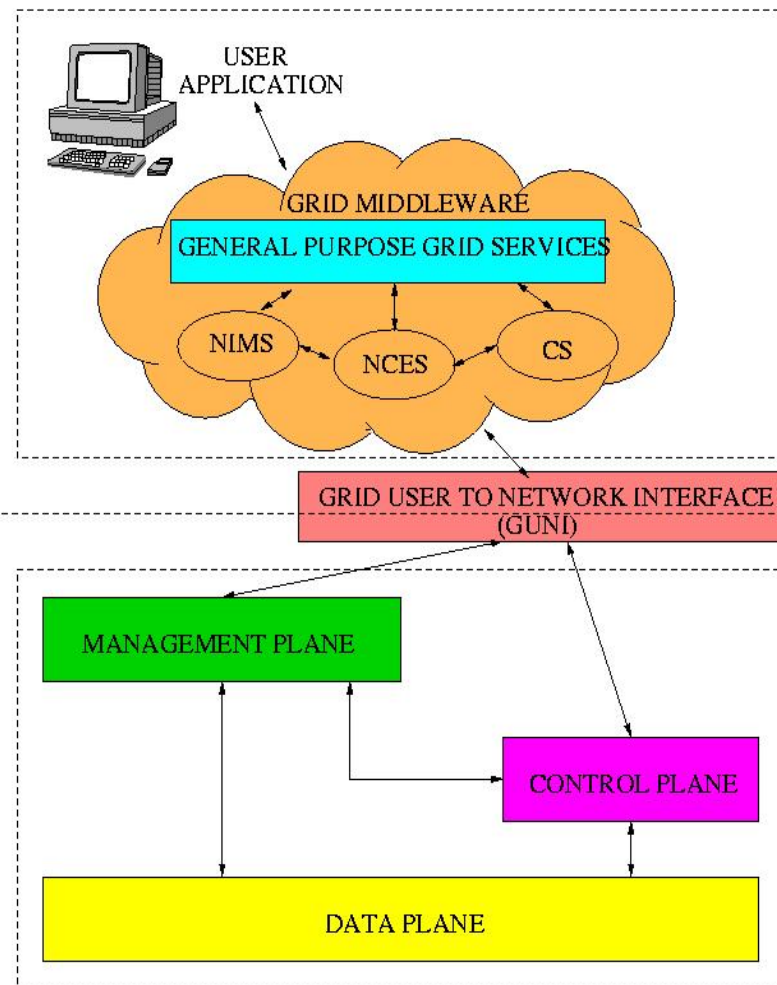 USER
APPLICATION
GRID MIDDLEWARE
GENERAL PURPOSE GRID SERVICES
NIMS
NCES
CS
GRID USER TO NETWORK INTERFACE
(GUNI)
MANAGEMENT PLANE
CONTROL PLANE
DATA PLANE